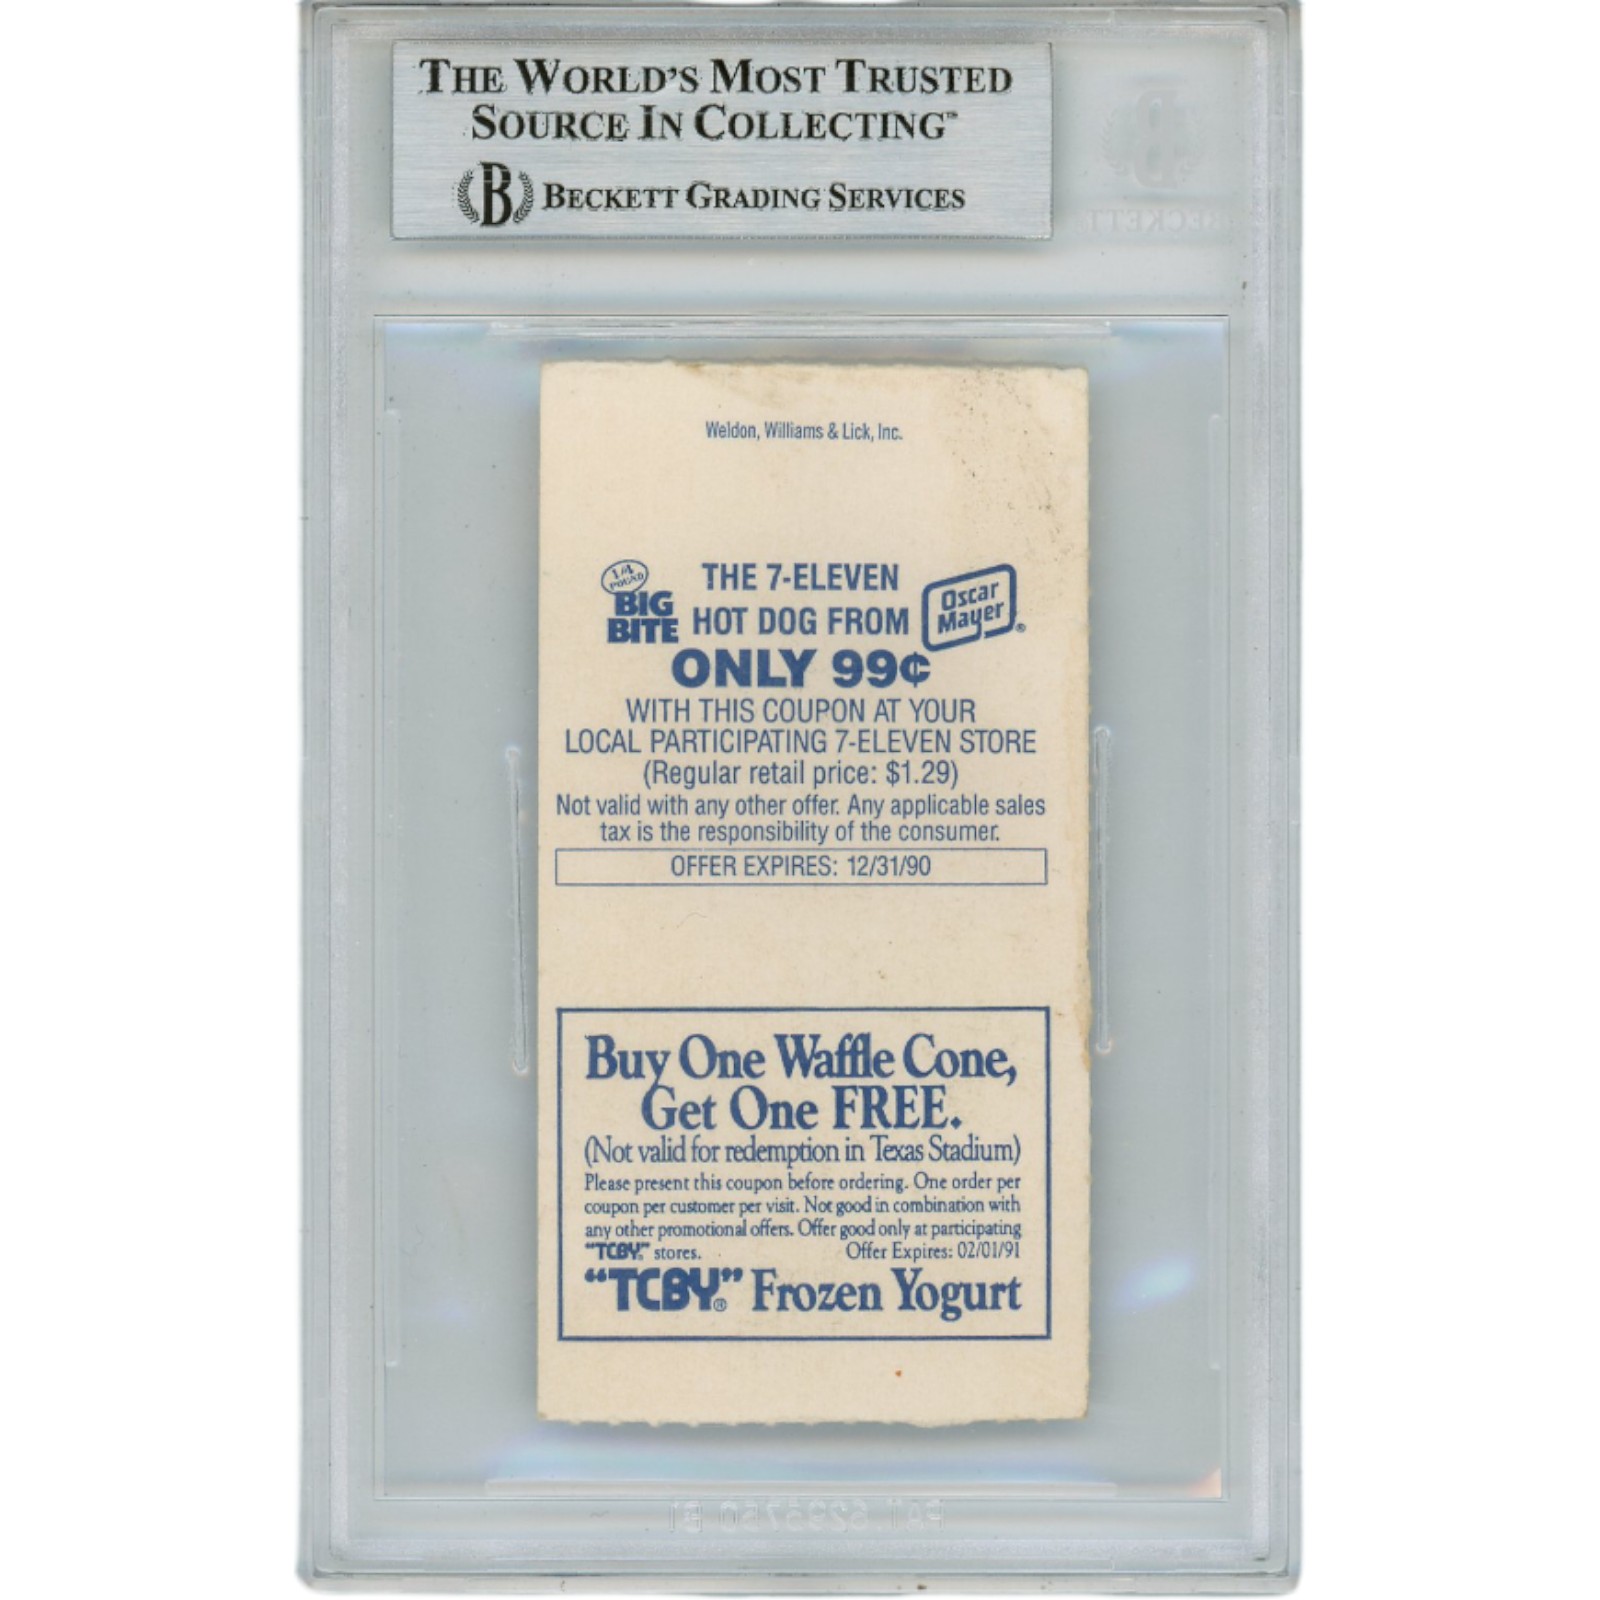 THE WORLD'S MOST TRUSTED
SOURCE IN COLLECTING™
B BECKETT GRADING SERVICES
Weldon, Williams & Lick, Inc.
1/4 POUND
BIG
BITE
THE 7-ELEVEN
HOT DOG FROM
Oscar
Mayer®
ONLY 99¢
WITH THIS COUPON AT YOUR
LOCAL PARTICIPATING 7-ELEVEN STORE
(Regular retail price: $1.29)
Not valid with any other offer. Any applicable sales
tax is the responsibility of the consumer.
OFFER EXPIRES: 12/31/90
Buy One Waffle Cone,
Get One FREE.
(Not valid for redemption in Texas Stadium)
Please present this coupon before ordering. One order per
coupon per customer per visit. Not good in combination with
any other promotional offers. Offer good only at participating
"TCBY." stores. Offer Expires: 02/01/91
"TCBY."® Frozen Yogurt